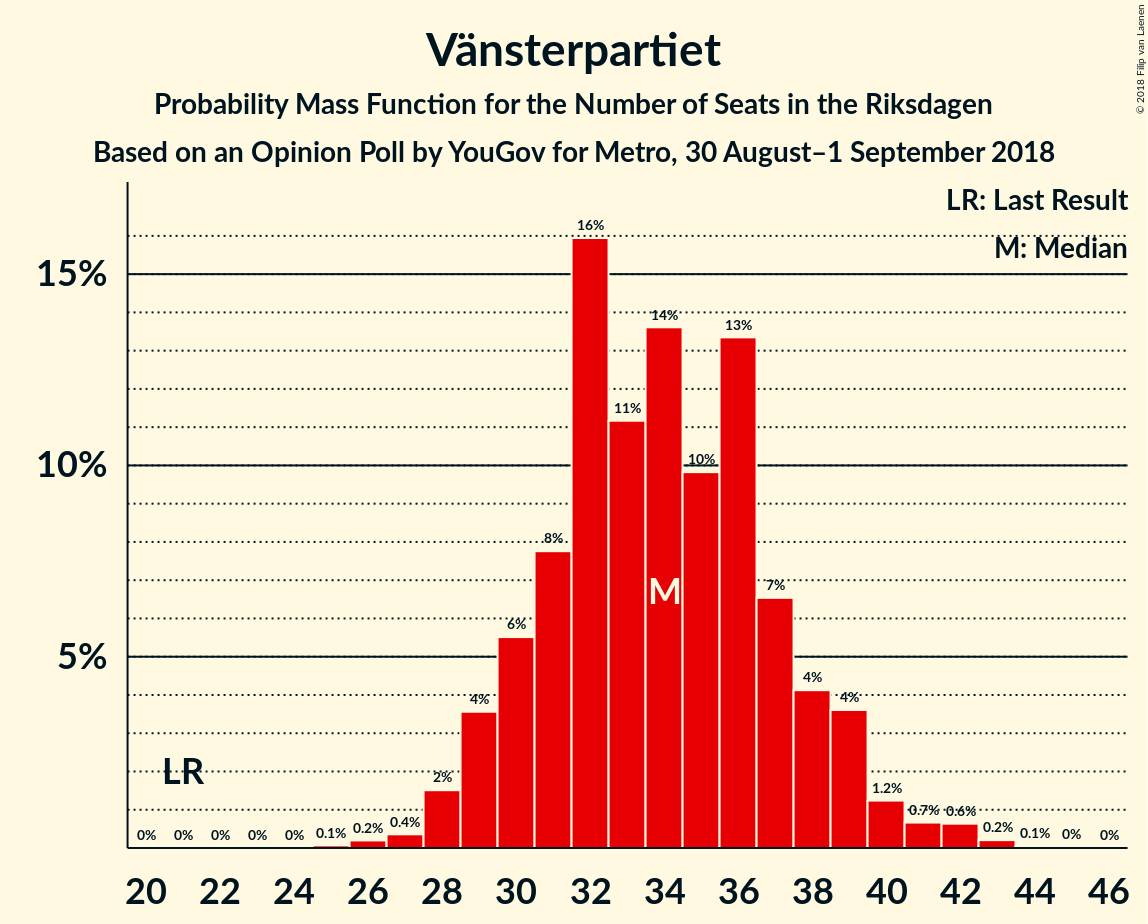 Vänsterpartiet
Probability Mass Function for the Number of Seats in the Riksdagen
Based on an Opinion Poll by YouGov for Metro, 30 August–1 September 2018
© 2018 Filip van Laenen
LR: Last Result
M: Median
15%
10%
5%
0% 0% 0% 0% 0% 0.1% 0.2% 0.4% 2% 4% 6% 8% 16% 11% 14% 10% 13% 7% 4% 4% 1.2% 0.7% 0.6% 0.2% 0.1% 0% 0%
M
LR
20 22 24 26 28 30 32 34 36 38 40 42 44 46